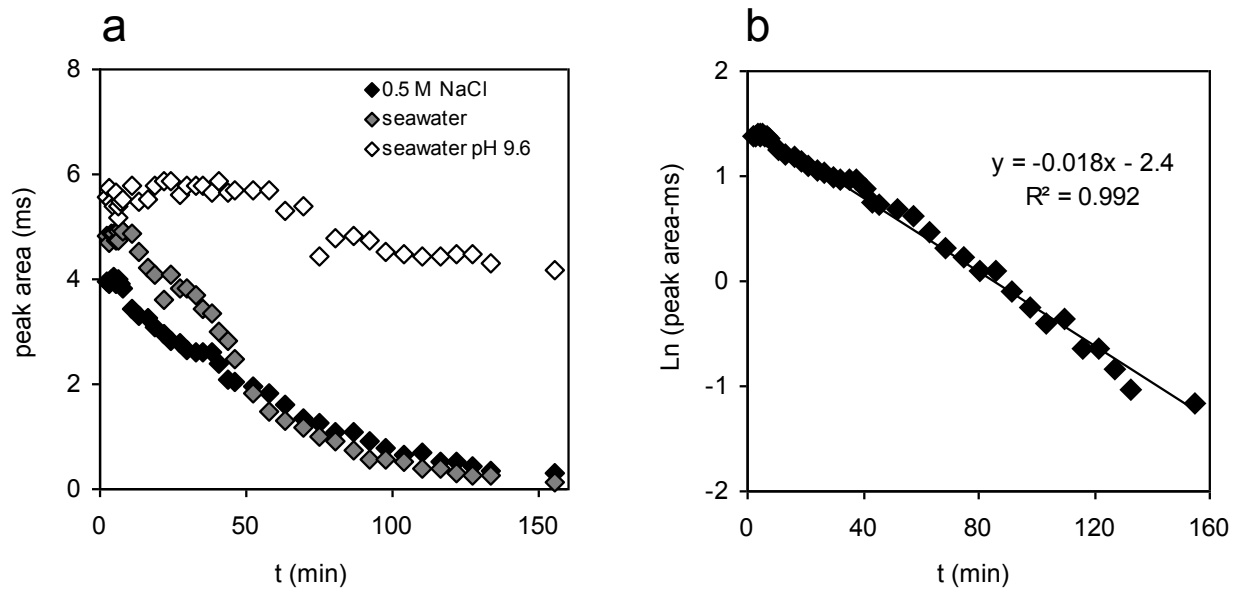 a
8
6
4
2
0
0
50
100
150
peak area (ms)
t (min)
0.5 M NaCl
seawater
seawater pH 9.6
b
2
1
0
-1
-2
0
40
80
120
160
Ln (peak area-ms)
t (min)
y = -0.018x - 2.4
R² = 0.992